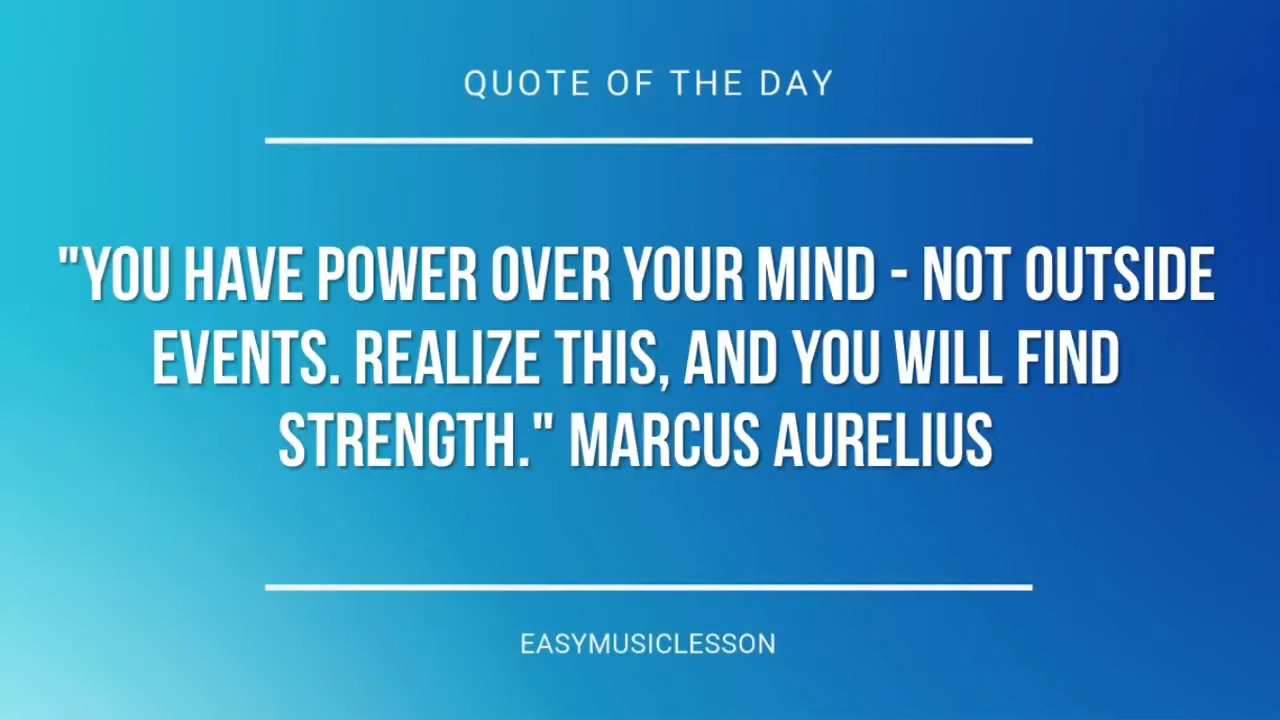 QUOTE OF THE DAY
"YOU HAVE POWER OVER YOUR MIND - NOT OUTSIDE
EVENTS. REALIZE THIS, AND YOU WILL FIND
STRENGTH." MARCUS AURELIUS
EASYMUSICLESSON